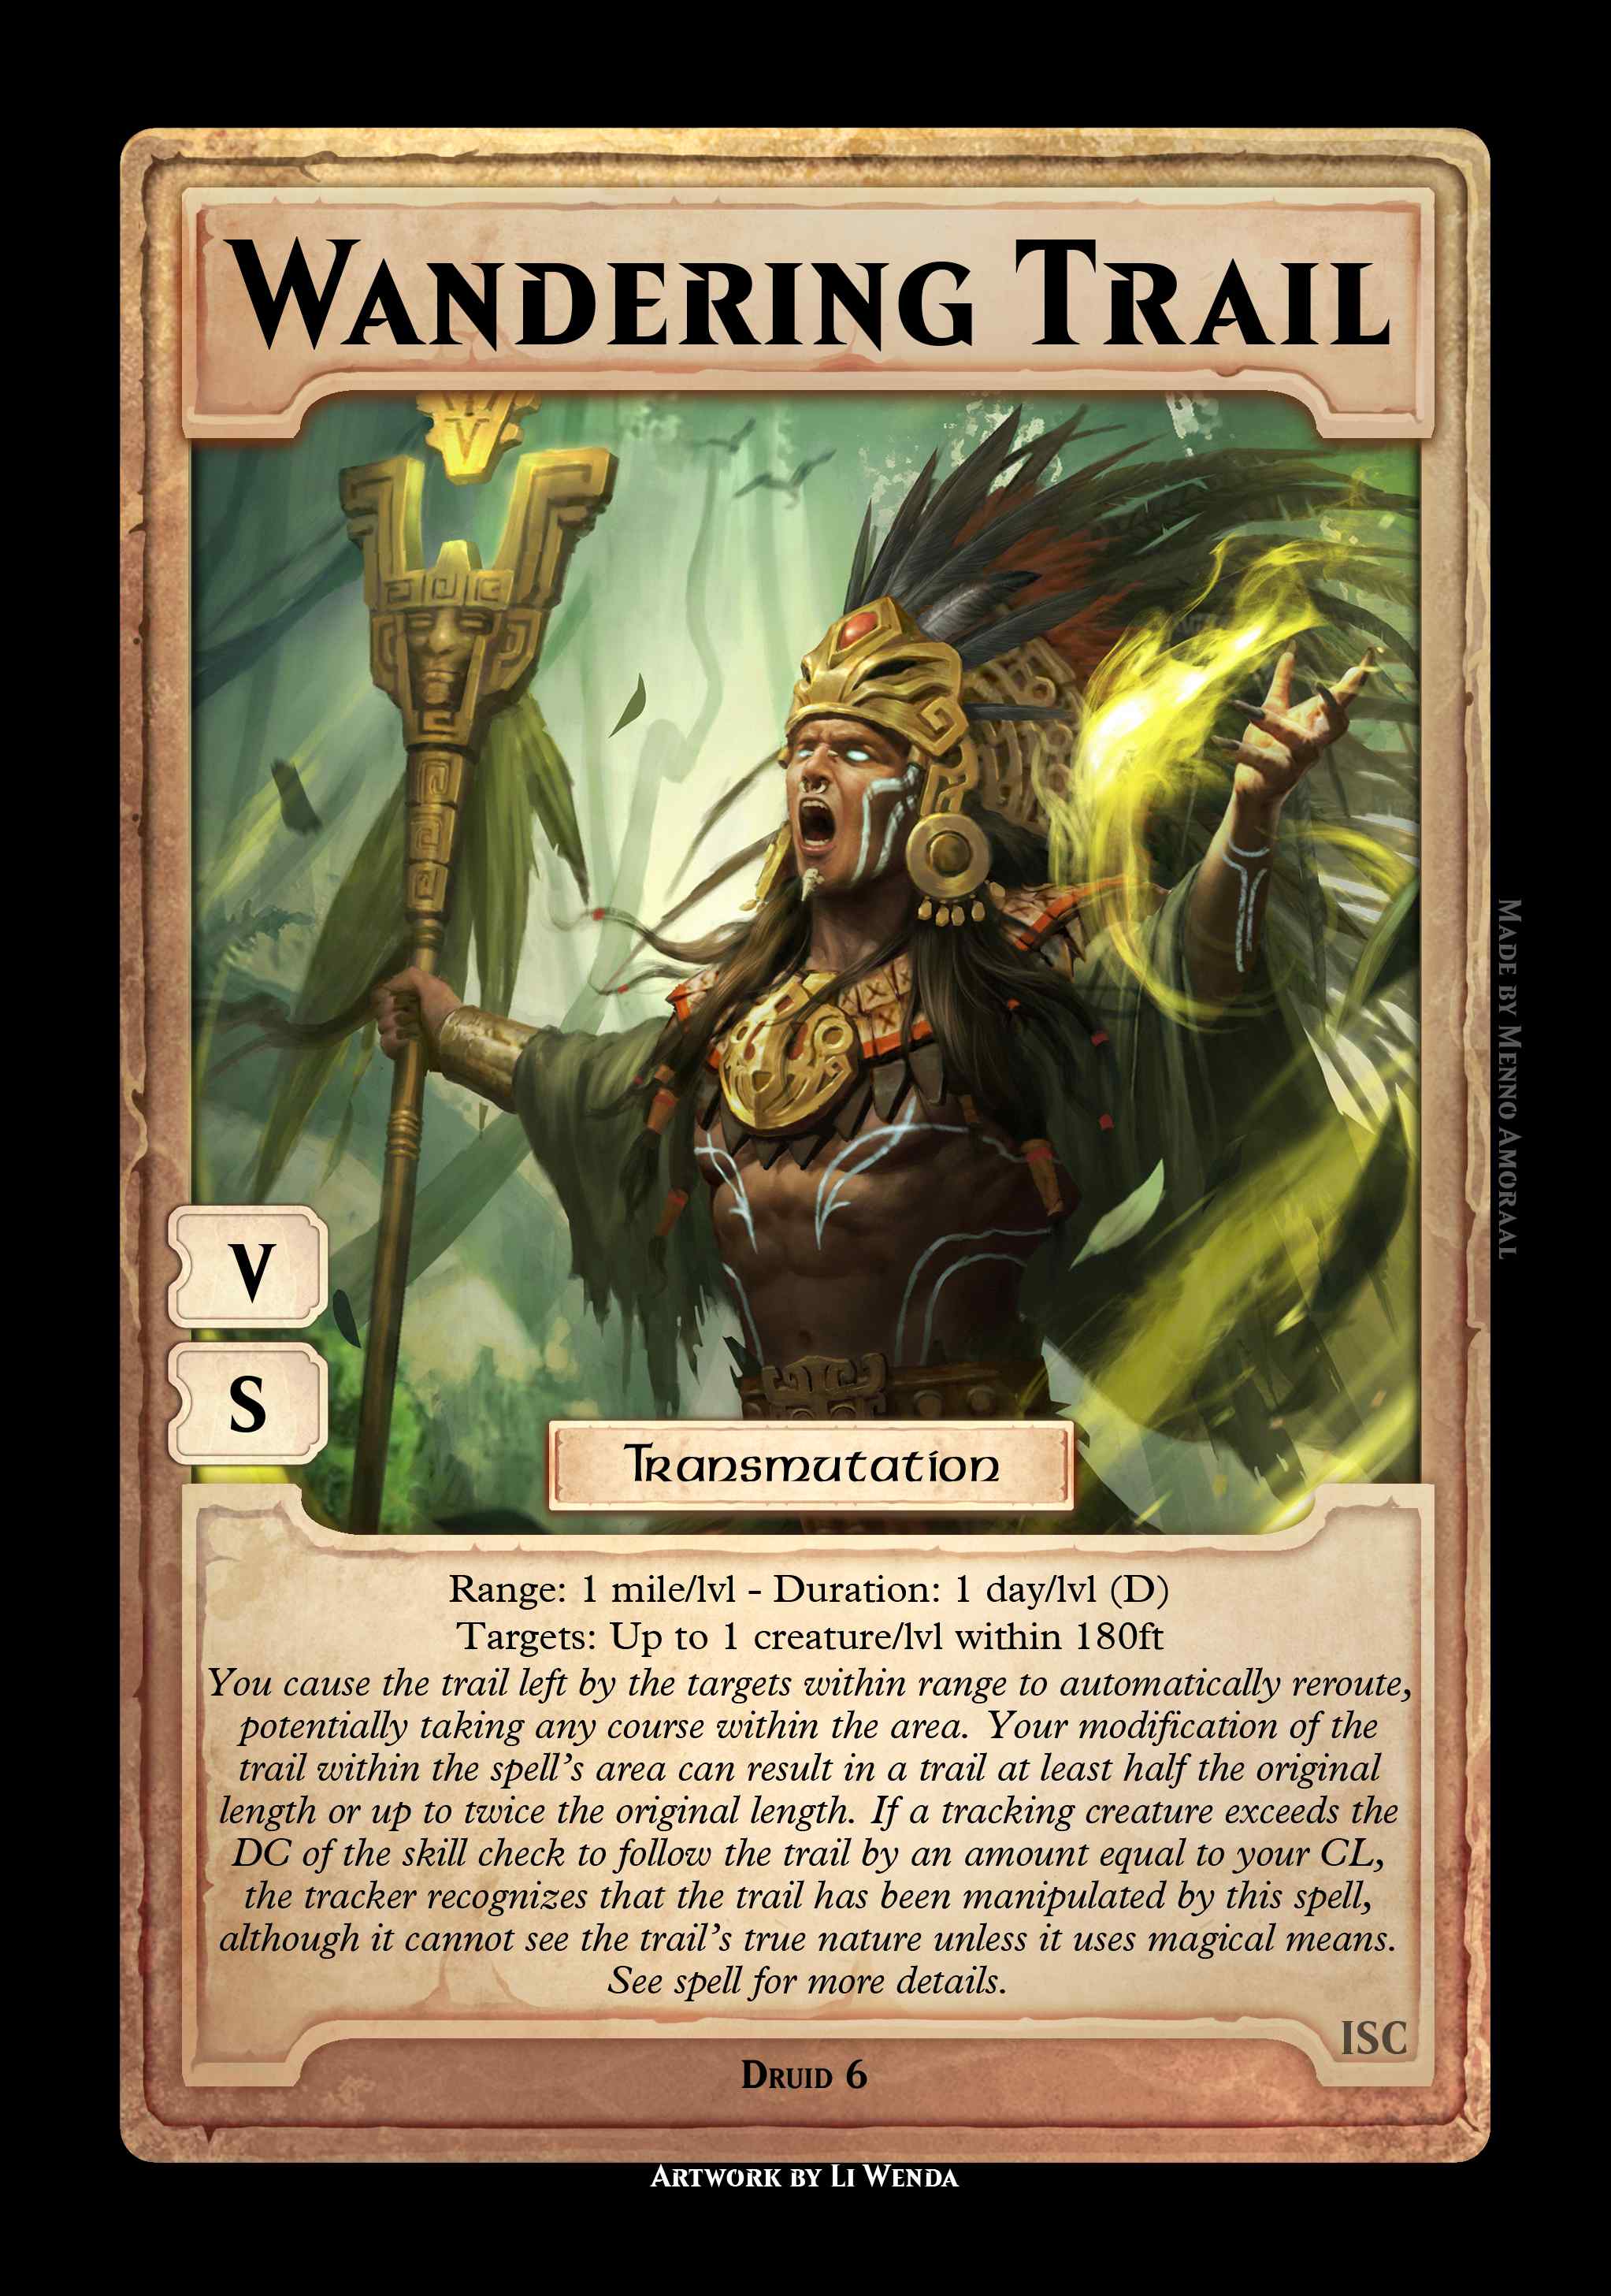 Wandering Trail
V
S
Transmutation
Range: 1 mile/lvl - Duration: 1 day/lvl (D)
Targets: Up to 1 creature/lvl within 180ft
You cause the trail left by the targets within range to automatically reroute,
potentially taking any course within the area. Your modification of the
trail within the spell's area can result in a trail at least half the original
length or up to twice the original length. If a tracking creature exceeds the
DC of the skill check to follow the trail by an amount equal to your CL,
the tracker recognizes that the trail has been manipulated by this spell,
although it cannot see the trail's true nature unless it uses magical means.
See spell for more details.
ISC
Druid 6
Artwork by Li Wenda
Made by Menno Amoraal